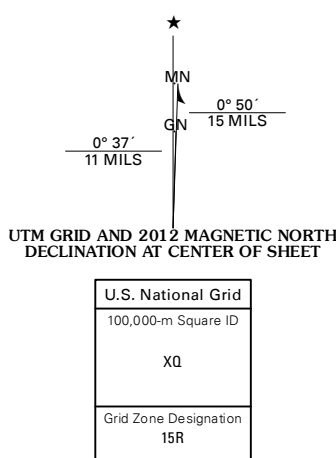 ★
MN
GN
0° 50´
15 MILS
0° 37´
11 MILS
UTM GRID AND 2012 MAGNETIC NORTH
DECLINATION AT CENTER OF SHEET
U.S. National Grid
100,000-m Square ID
XQ
Grid Zone Designation
15R